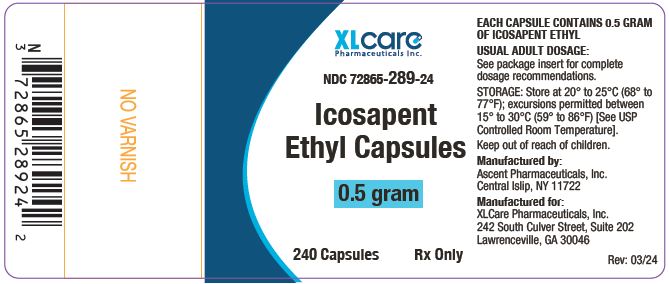 N
3 72865 28924 2
NO VARNISH
XLcare
Pharmaceuticals Inc.
NDC 72865-289-24
Icosapent
Ethyl Capsules
0.5 gram
240 Capsules Rx Only
EACH CAPSULE CONTAINS 0.5 GRAM
OF ICOSAPENT ETHYL
USUAL ADULT DOSAGE:
See package insert for complete
dosage recommendations.
STORAGE: Store at 20° to 25°C (68° to
77°F); excursions permitted between
15° to 30°C (59° to 86°F) [See USP
Controlled Room Temperature].
Keep out of reach of children.
Manufactured by:
Ascent Pharmaceuticals, Inc.
Central Islip, NY 11722
Manufactured for:
XLCare Pharmaceuticals, Inc.
242 South Culver Street, Suite 202
Lawrenceville, GA 30046
Rev: 03/24